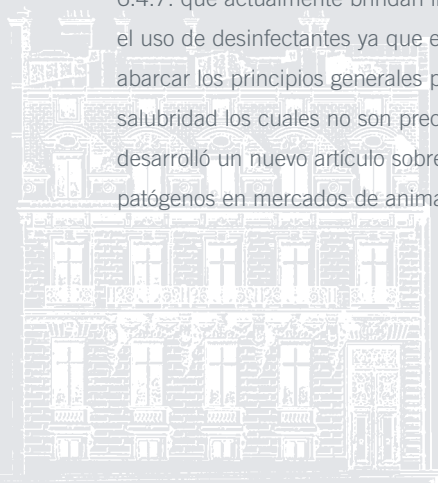 6.4.7. que actualmente brindan
el uso de desinfectantes ya que
abarcar los principios generales
salubridad los cuales no son
desarrolló un nuevo artículo sobre
patógenos en mercados de